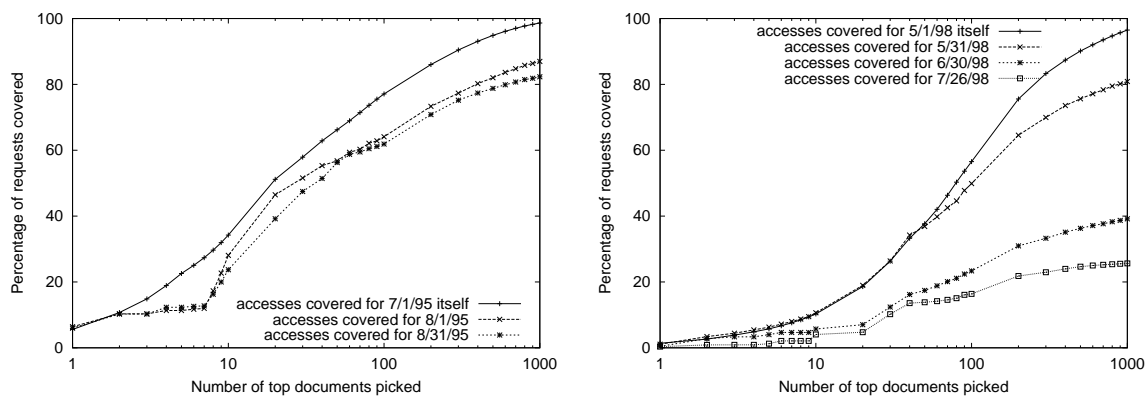 100
80
60
40
20
0
Percentage of requests covered
accesses covered for 7/1/95 itself
accesses covered for 8/1/95
accesses covered for 8/31/95
1 10 100 1000
Number of top documents picked
100
80
60
40
20
0
Percentage of requests covered
accesses covered for 5/1/98 itself
accesses covered for 5/31/98
accesses covered for 6/30/98
accesses covered for 7/26/98
1 10 100 1000
Number of top documents picked